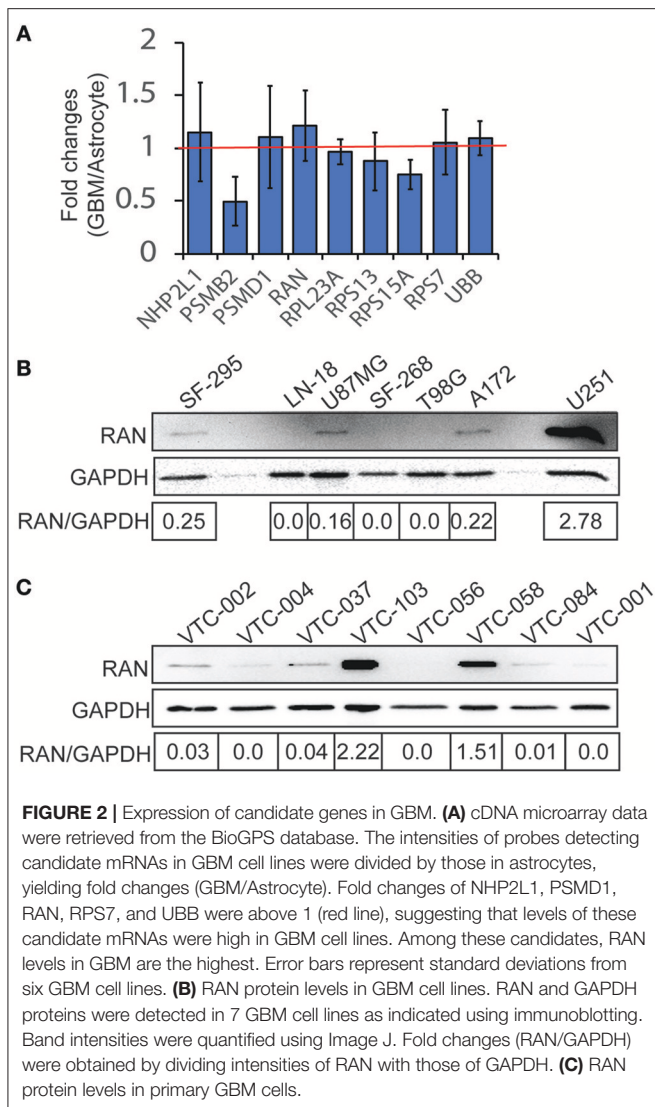 A
2
1.5
1
0.5
0
Fold changes
(GBM/Astrocyte)
NHP2L1
PSMB2
PSMD1
RAN
RPL23A
RPS13
RPS15A
RPS7
UBB
B
SF-295
LN-18
U87MG
SF-268
T98G
A172
U251
RAN
GAPDH
RAN/GAPDH 0.25 0.0 0.16 0.0 0.0 0.22 2.78
C
VTC-002
VTC-004
VTC-037
VTC-103
VTC-056
VTC-058
VTC-084
VTC-001
RAN
GAPDH
RAN/GAPDH 0.03 0.0 0.04 2.22 0.0 1.51 0.01 0.0
FIGURE 2 | Expression of candidate genes in GBM. (A) cDNA microarray data
were retrieved from the BioGPS database. The intensities of probes detecting
candidate mRNAs in GBM cell lines were divided by those in astrocytes,
yielding fold changes (GBM/Astrocyte). Fold changes of NHP2L1, PSMD1,
RAN, RPS7, and UBB were above 1 (red line), suggesting that levels of these
candidate mRNAs were high in GBM cell lines. Among these candidates, RAN
levels in GBM are the highest. Error bars represent standard deviations from
six GBM cell lines. (B) RAN protein levels in GBM cell lines. RAN and GAPDH
proteins were detected in 7 GBM cell lines as indicated using immunoblotting.
Band intensities were quantified using Image J. Fold changes (RAN/GAPDH)
were obtained by dividing intensities of RAN with those of GAPDH. (C) RAN
protein levels in primary GBM cells.